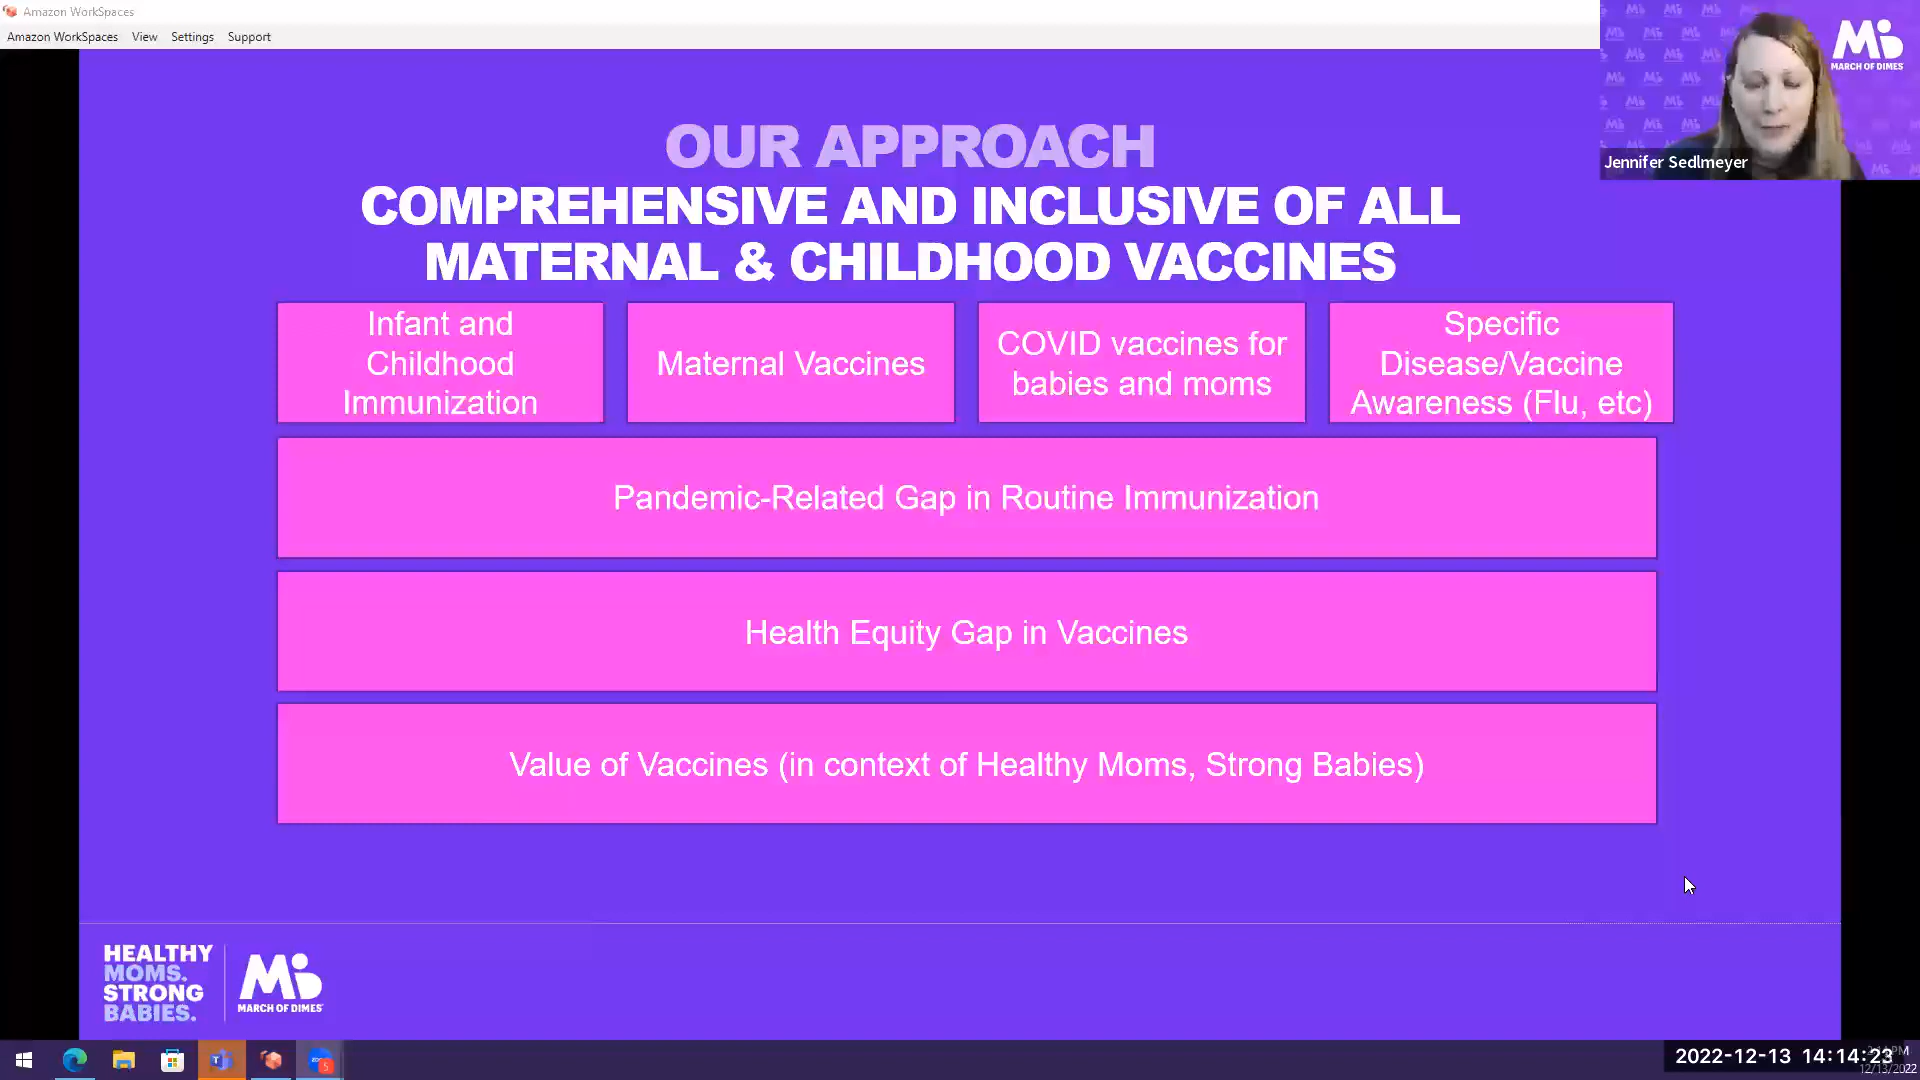 Amazon WorkSpaces
Amazon WorkSpaces View Settings Support
MARCH OF DIMES
Jennifer Sedlmeyer
OUR APPROACH
COMPREHENSIVE AND INCLUSIVE OF ALL
MATERNAL & CHILDHOOD VACCINES
Infant and
Childhood
Immunization
Maternal Vaccines
COVID vaccines for
babies and moms
Specific
Disease/Vaccine
Awareness (Flu, etc)
Pandemic-Related Gap in Routine Immunization
Health Equity Gap in Vaccines
Value of Vaccines (in context of Healthy Moms, Strong Babies)
HEALTHY
MOMS.
STRONG
BABIES.
MARCH OF DIMES
2022-12-13 14:14:23
12/13/2022